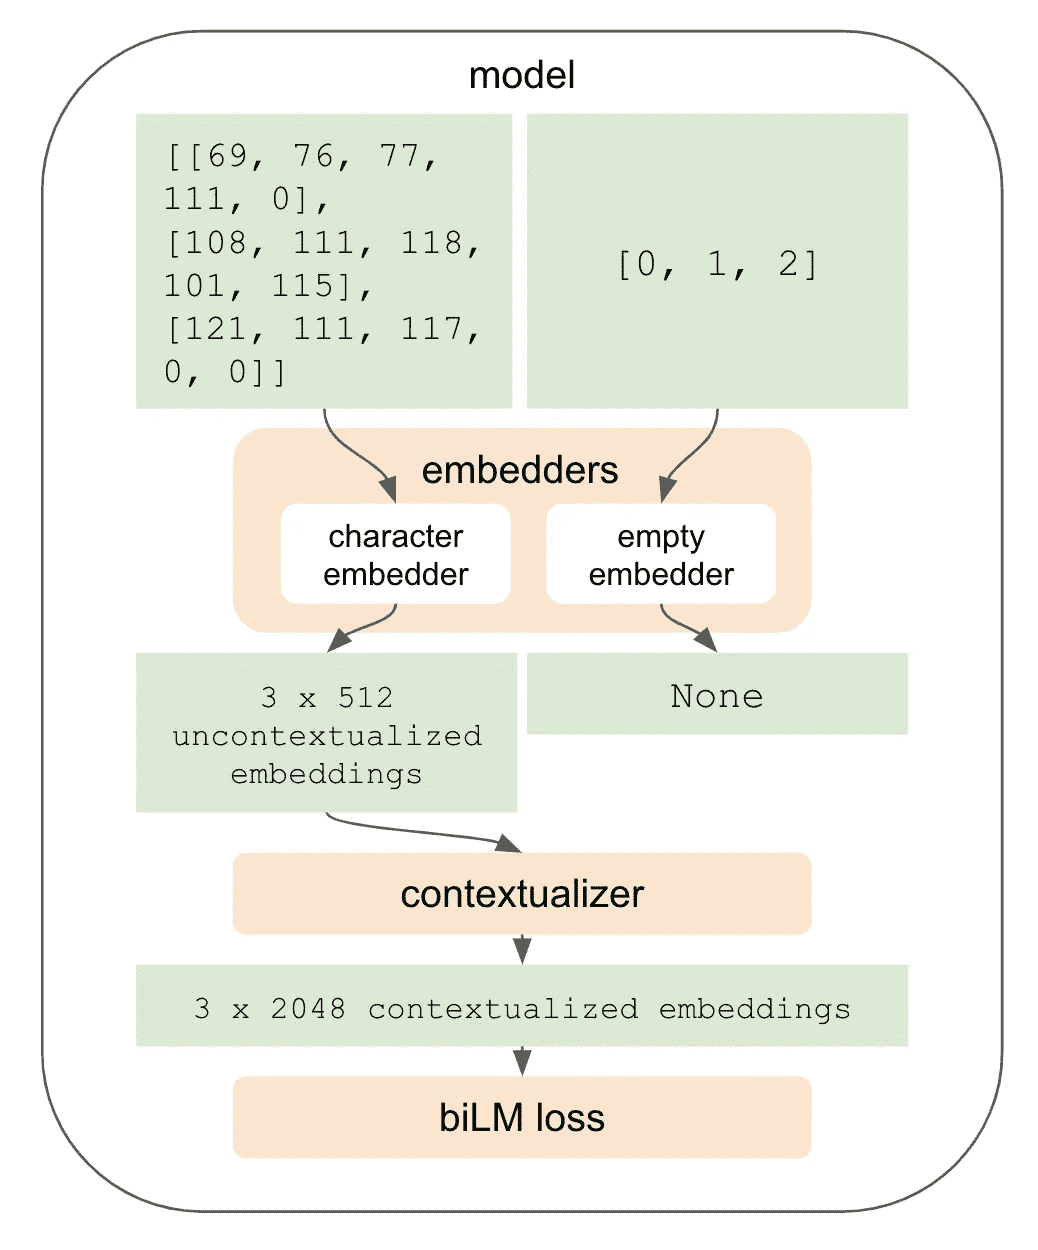 model
[[69, 76, 77,
111, 0],
[108, 111, 118,
101, 115],
[121, 111, 117,
0, 0]]
[0, 1, 2]
embedders
character
embedder
empty
embedder
3 x 512
uncontextualized
embeddings
None
contextualizer
3 x 2048 contextualized embeddings
biLM loss